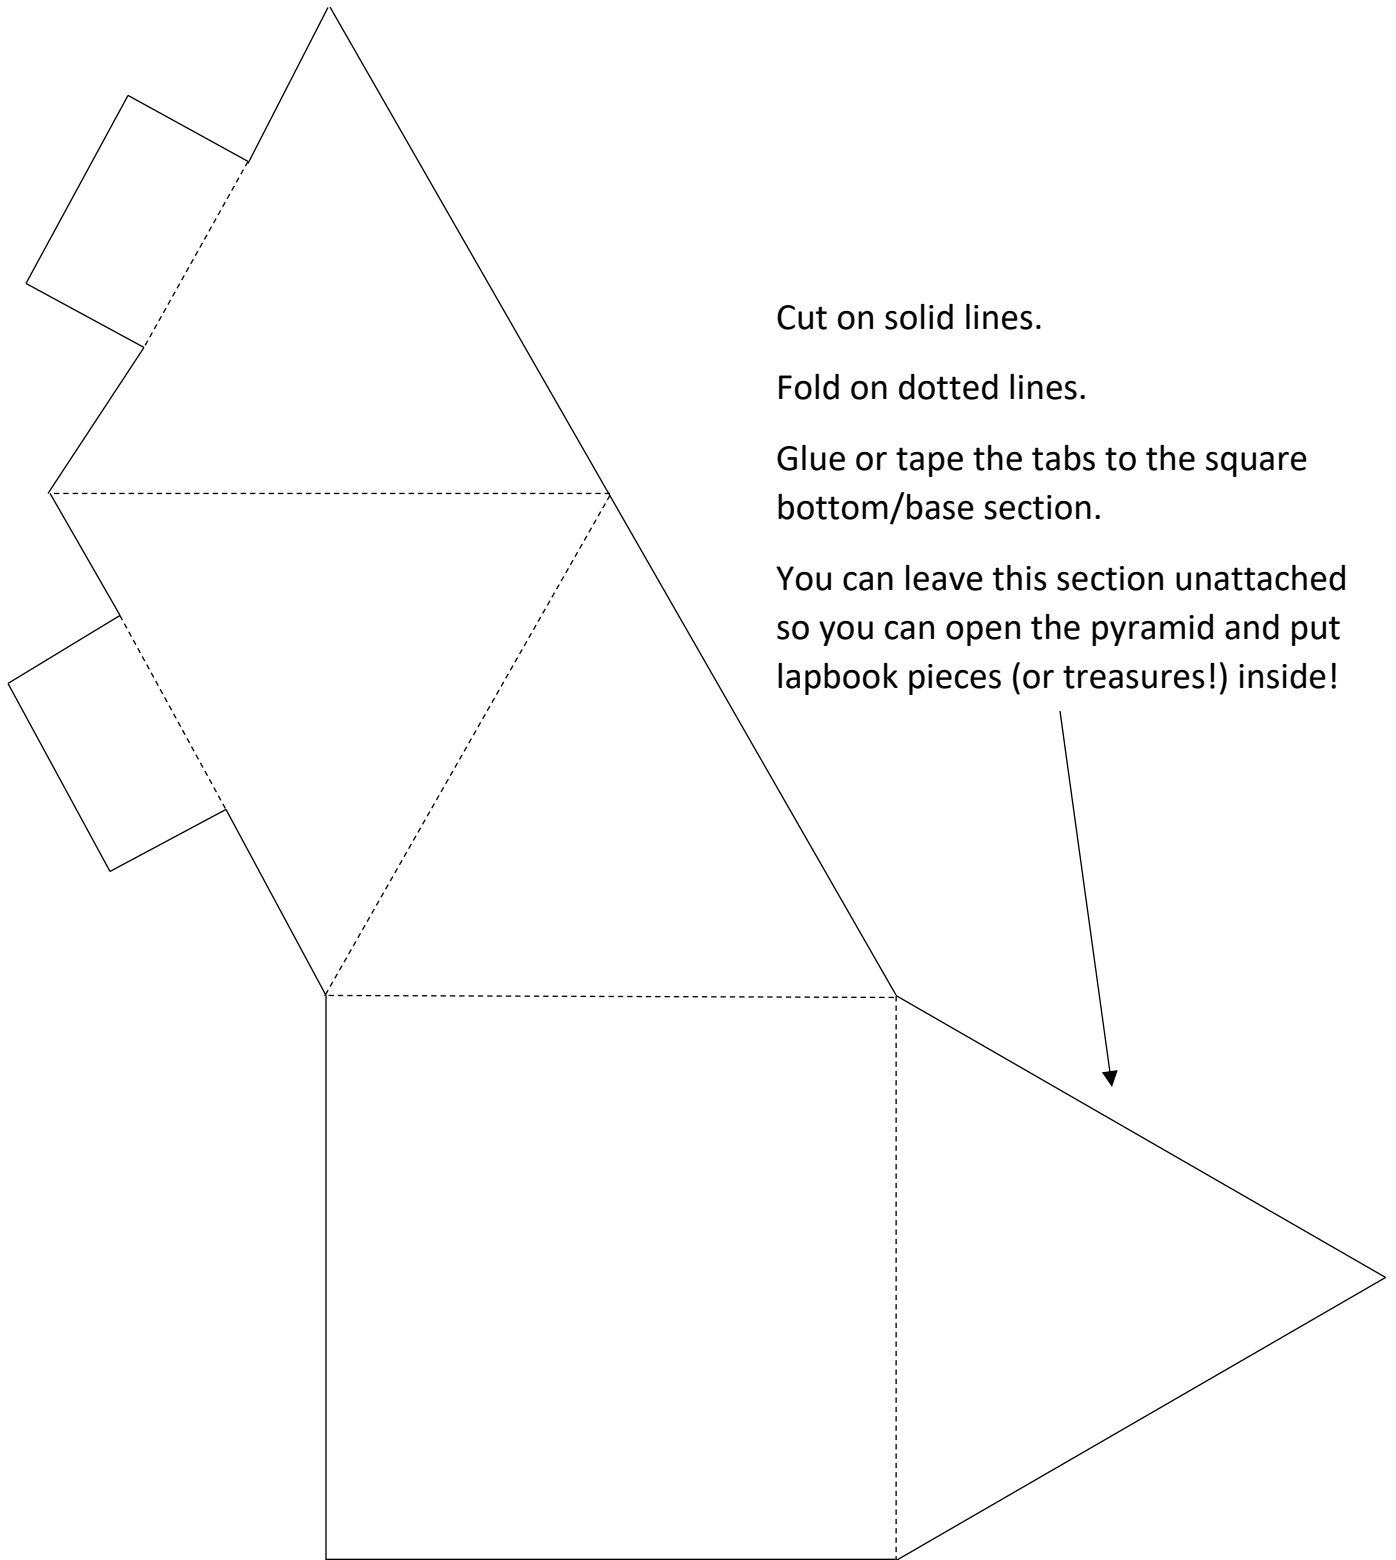 Cut on solid lines.
Fold on dotted lines.
Glue or tape the tabs to the square
bottom/base section.
You can leave this section unattached
so you can open the pyramid and put
lapbook pieces (or treasures!) inside!